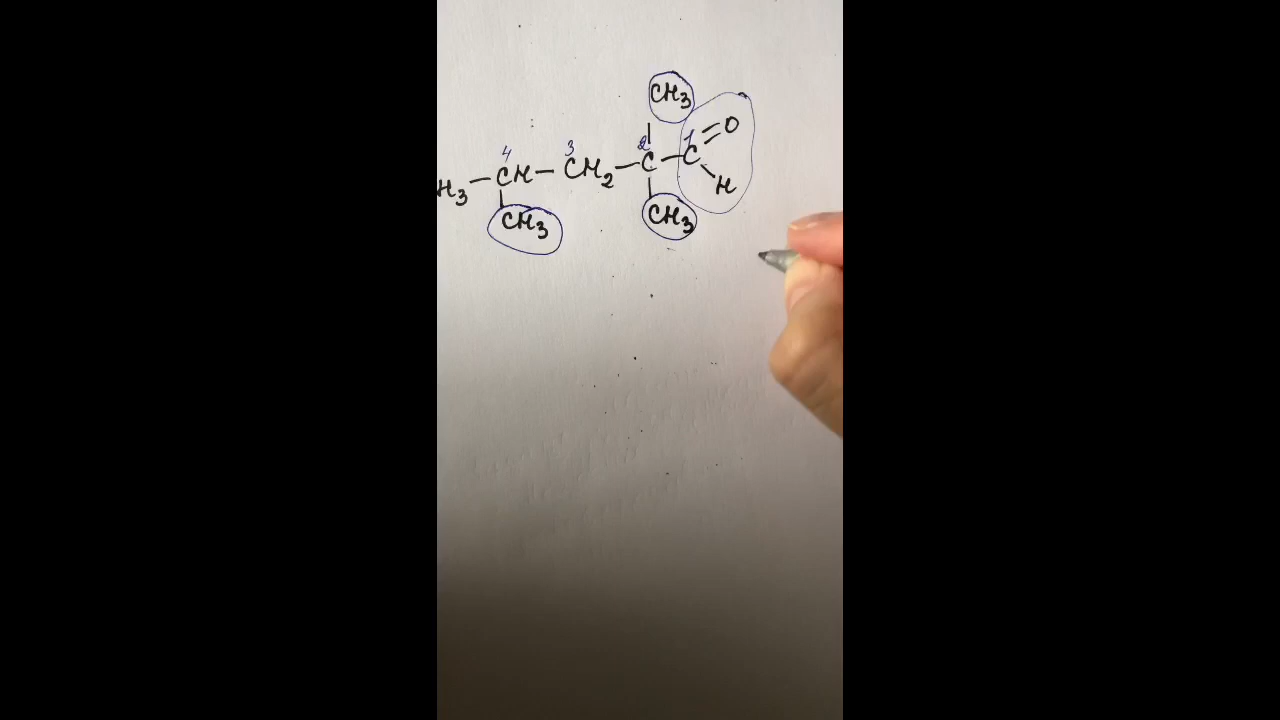 CH3
O
4 3 2 1
H3 – CH – CH2 – C – C
H
CH3 CH3